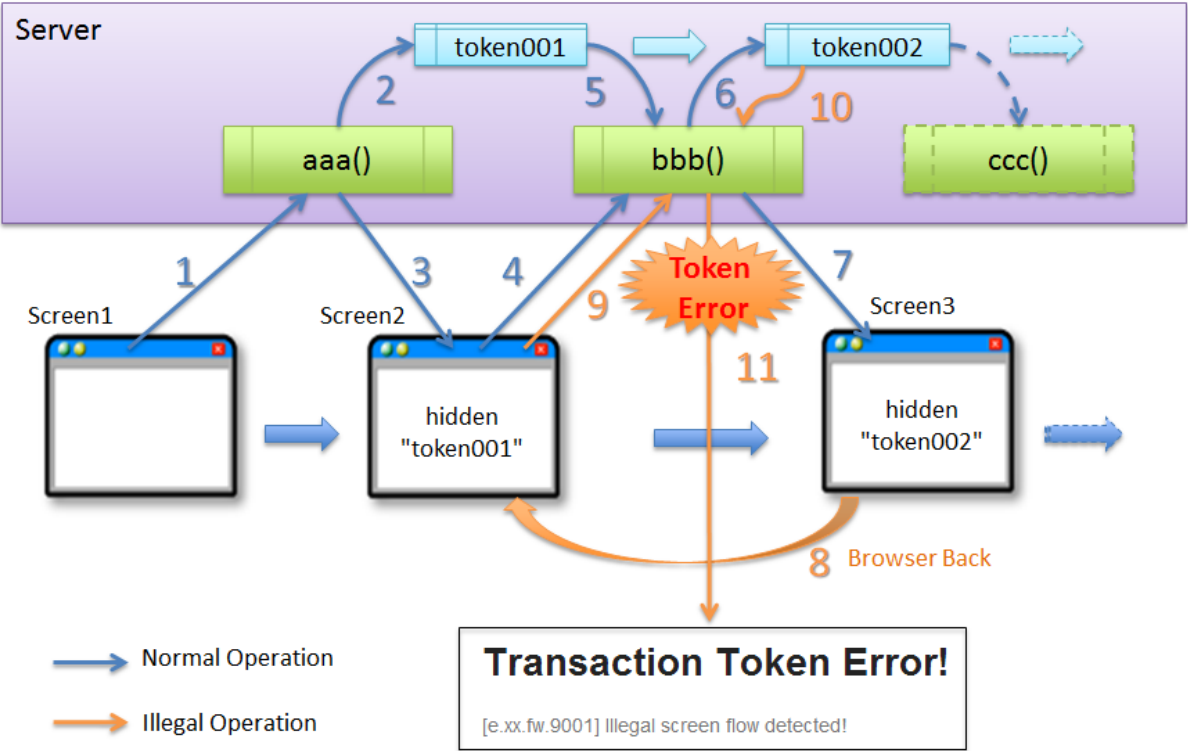 Server
token001
token002
2
5
6
10
aaa()
bbb()
ccc()
1
3
4
9
Token
Error
7
Screen1
Screen2
Screen3
11
hidden
"token001"
hidden
"token002"
8
Browser Back
Normal Operation
Illegal Operation
Transaction Token Error!
[e.xx.fw.9001] Illegal screen flow detected!